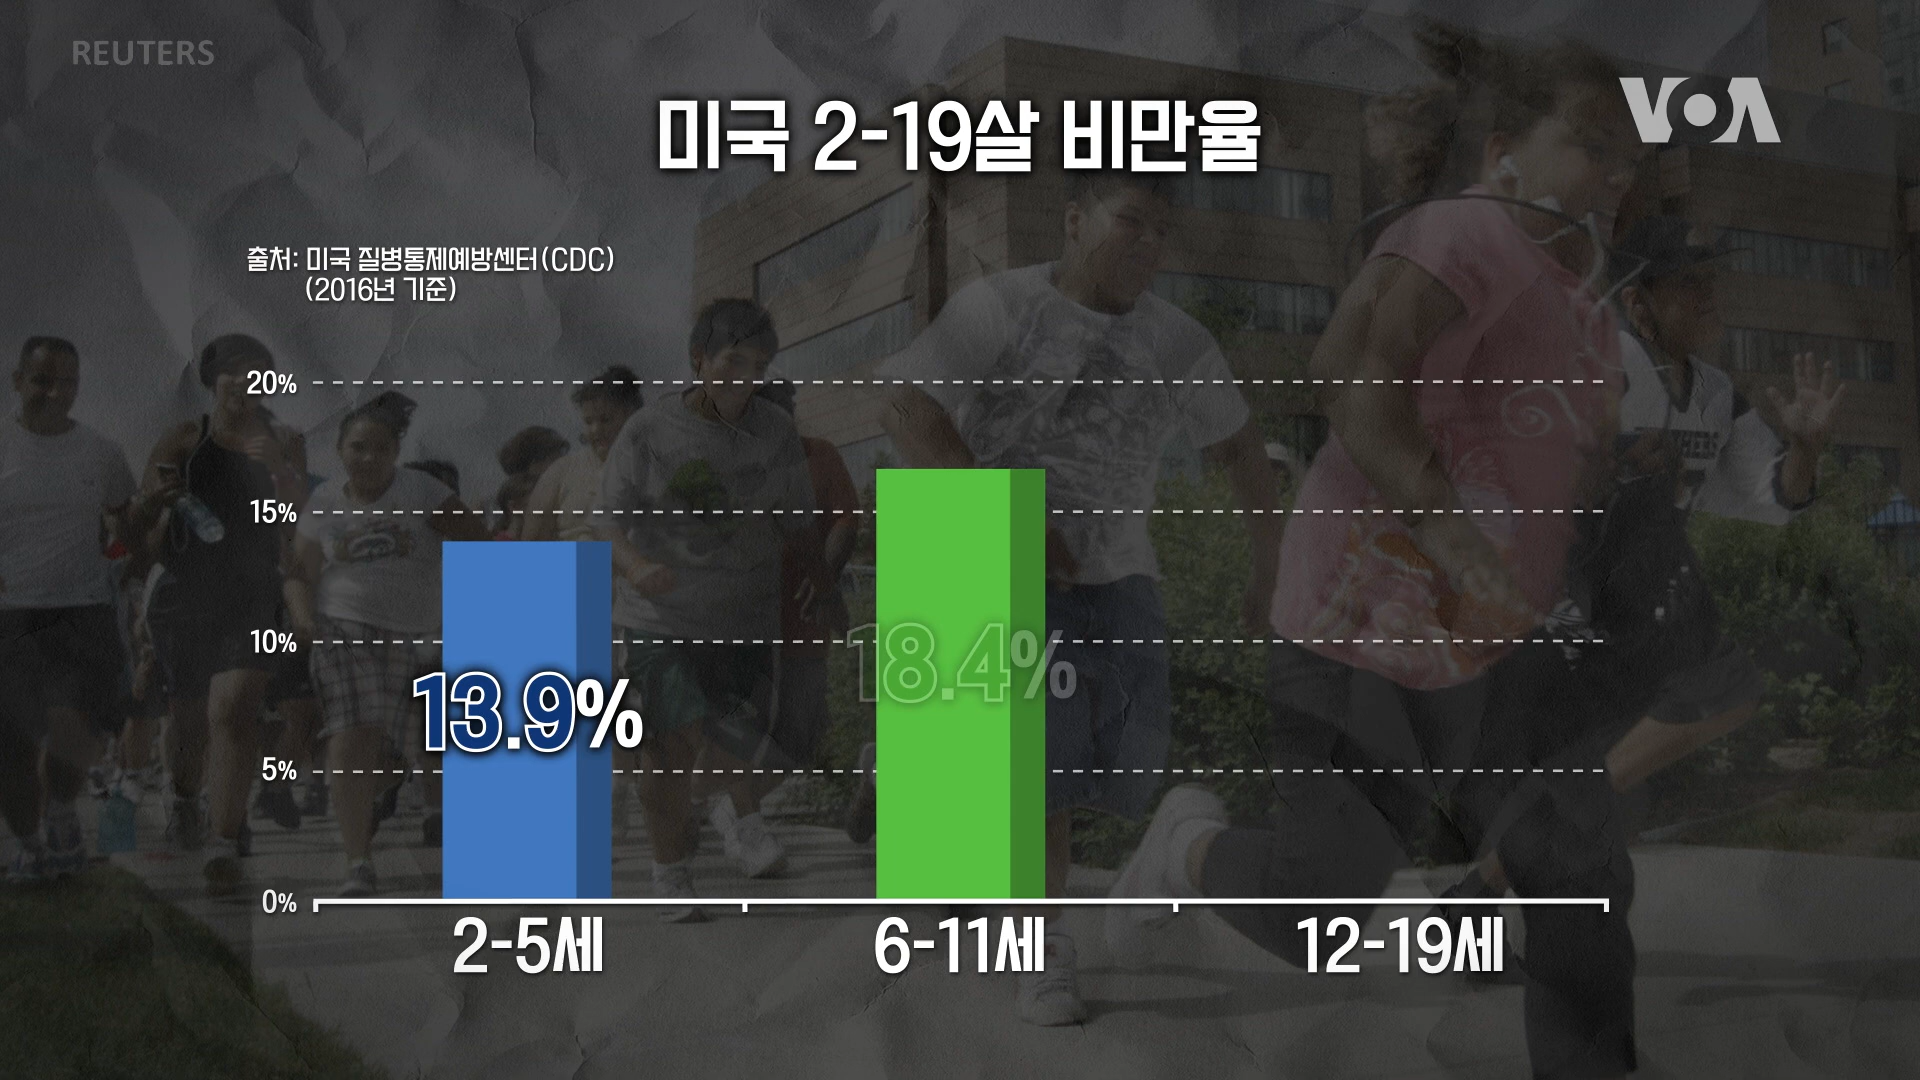 REUTERS
VOA
미국 2-19살 비만율
출처: 미국 질병통제예방센터(CDC)
(2016년 기준)
20%
15%
10%
5%
0%
13.9%
18.4%
2-5세
6-11세
12-19세